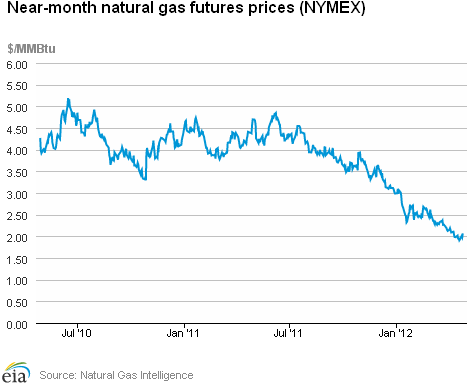 Near-month natural gas futures prices (NYMEX)
$/MMBtu
6.00
5.50
5.00
4.50
4.00
3.50
3.00
2.50
2.00
1.50
1.00
0.50
0.00
Jul '10
Jan '11
Jul '11
Jan '12
eia
Source: Natural Gas Intelligence